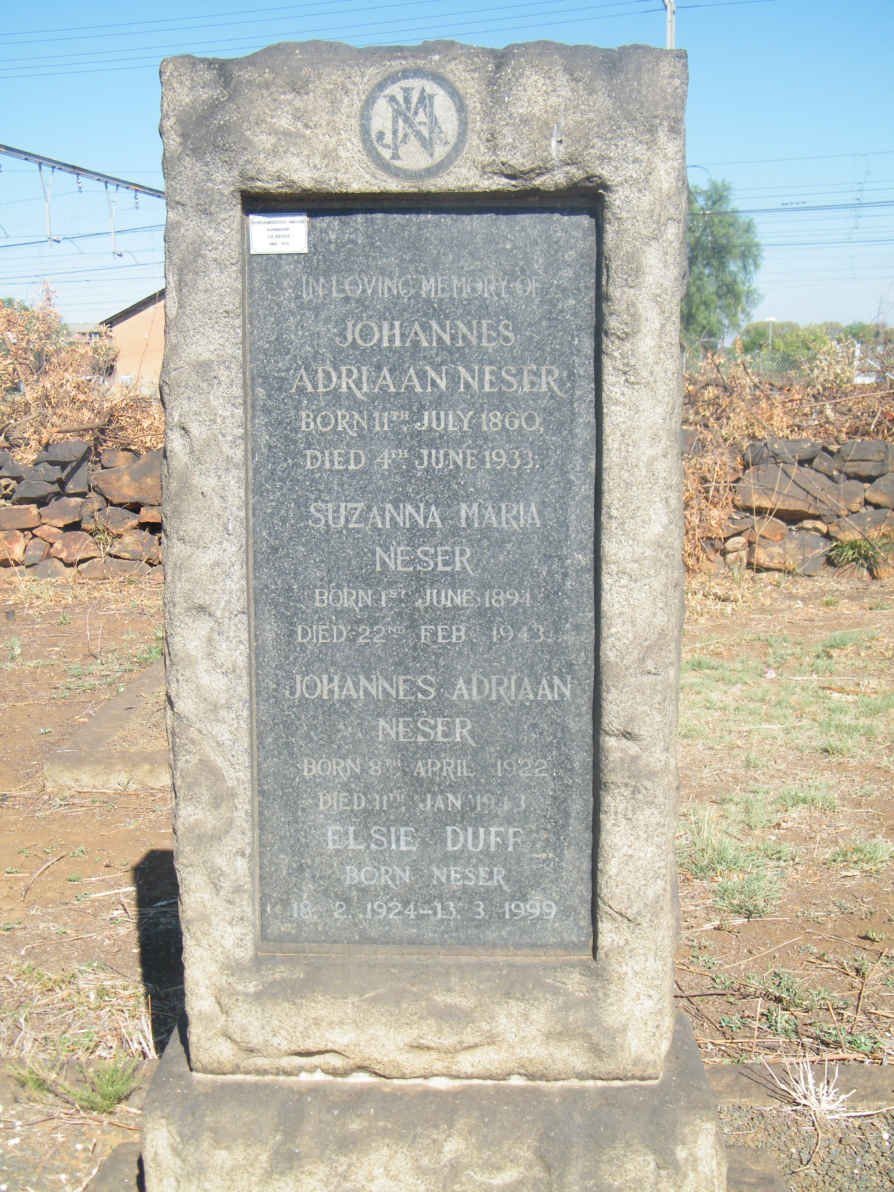 JNA
IN LOVING MEMORY OF
JOHANNES
ADRIAAN NESER
BORN 11TH JULY 1860,
DIED 4TH JUNE 1933.
SUZANNA MARIA
NESER
BORN 1ST JUNE 1894
DIED 22ND FEB 1943.
JOHANNES ADRIAAN
NESER
BORN 8TH APRIL 1922
DIED 11TH JAN
ELSIE DUFF
BORN NESER
18. 2. 1924-13. 3. 1999